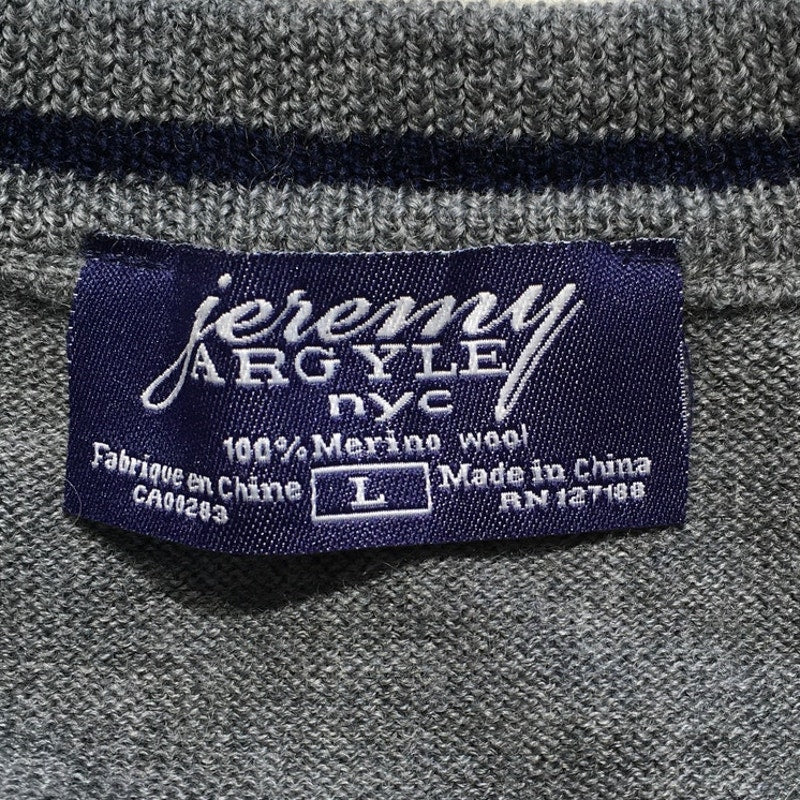 jeremy
ARGYLE
nyc
100% Merino wool
Fabrique en Chine
CA00283
L
Made in China
RN 127188